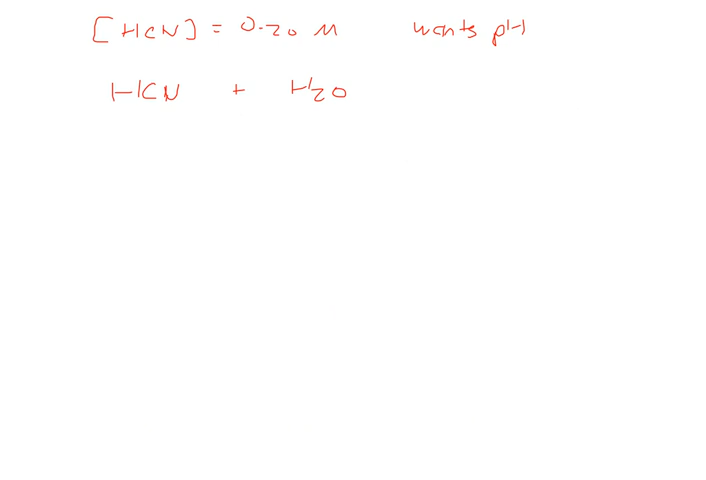 [HCN] = 0.20 M wants pH
HCN + H2O